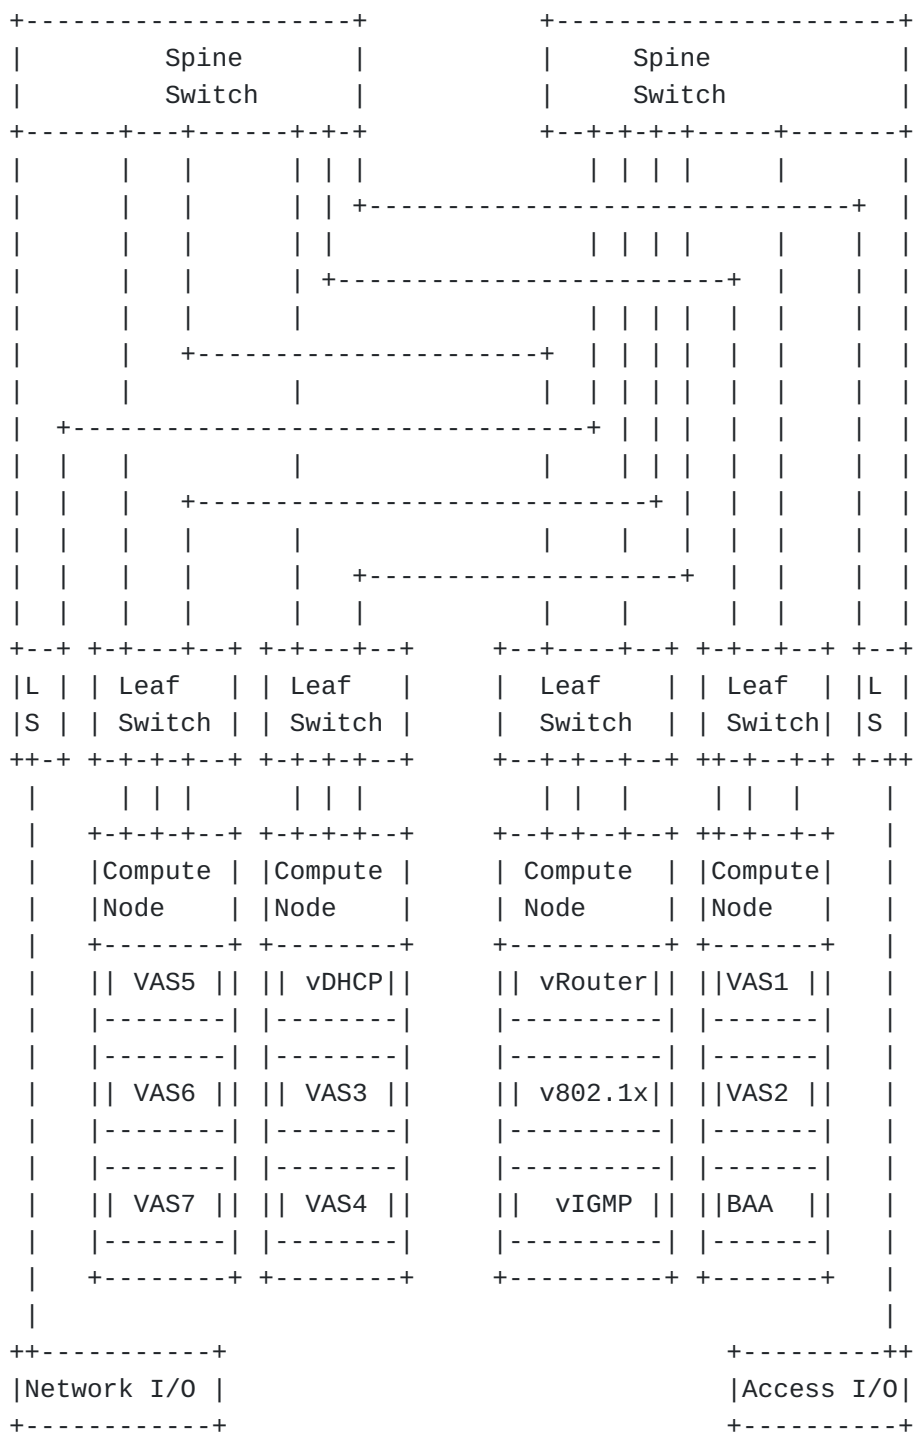 Spine Spine
Switch Switch
L Leaf Leaf Leaf Leaf L
S Switch Switch Switch Switch S
Compute Compute Compute Compute
Node Node Node Node
VAS5 vDHCP vRouter VAS1
VAS6 VAS3 v802.1x VAS2
VAS7 VAS4 vIGMP BAA
Network I/O Access I/O